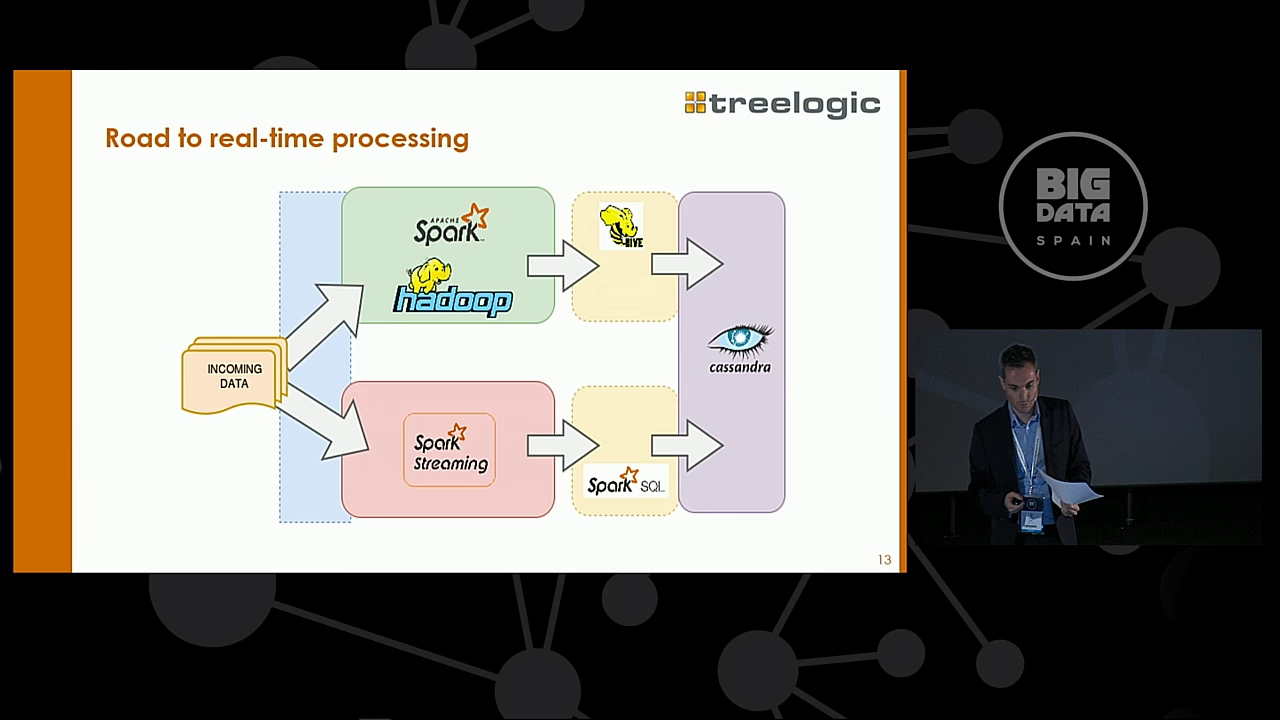 treelogic
Road to real-time processing
APACHE
Spark
hadoop
HIVE
INCOMING
DATA
cassandra
Spark
Streaming
Spark SQL
13
BIG
DATA
SPAIN